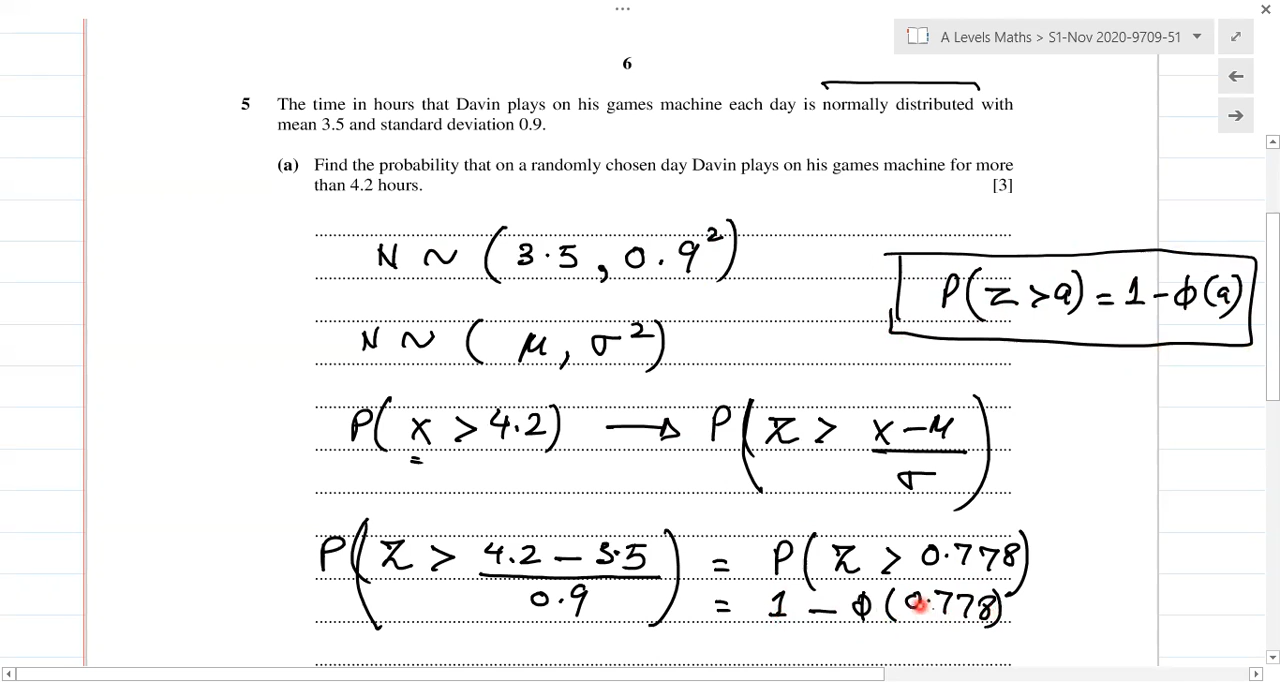 A Levels Maths > S1-Nov 2020-9709-51
6
5 The time in hours that Davin plays on his games machine each day is normally distributed with
mean 3.5 and standard deviation 0.9.
(a) Find the probability that on a randomly chosen day Davin plays on his games machine for more
than 4.2 hours. [3]
N ~ (3.5, 0.9²)
P(Z > a) = 1 - ϕ(a)
N ~ (μ, σ²)
P(X > 4.2) → P(Z > (X - μ)/σ)
P(Z > (4.2 - 3.5)/0.9) = P(Z > 0.778)
= 1 - ϕ(0.778)